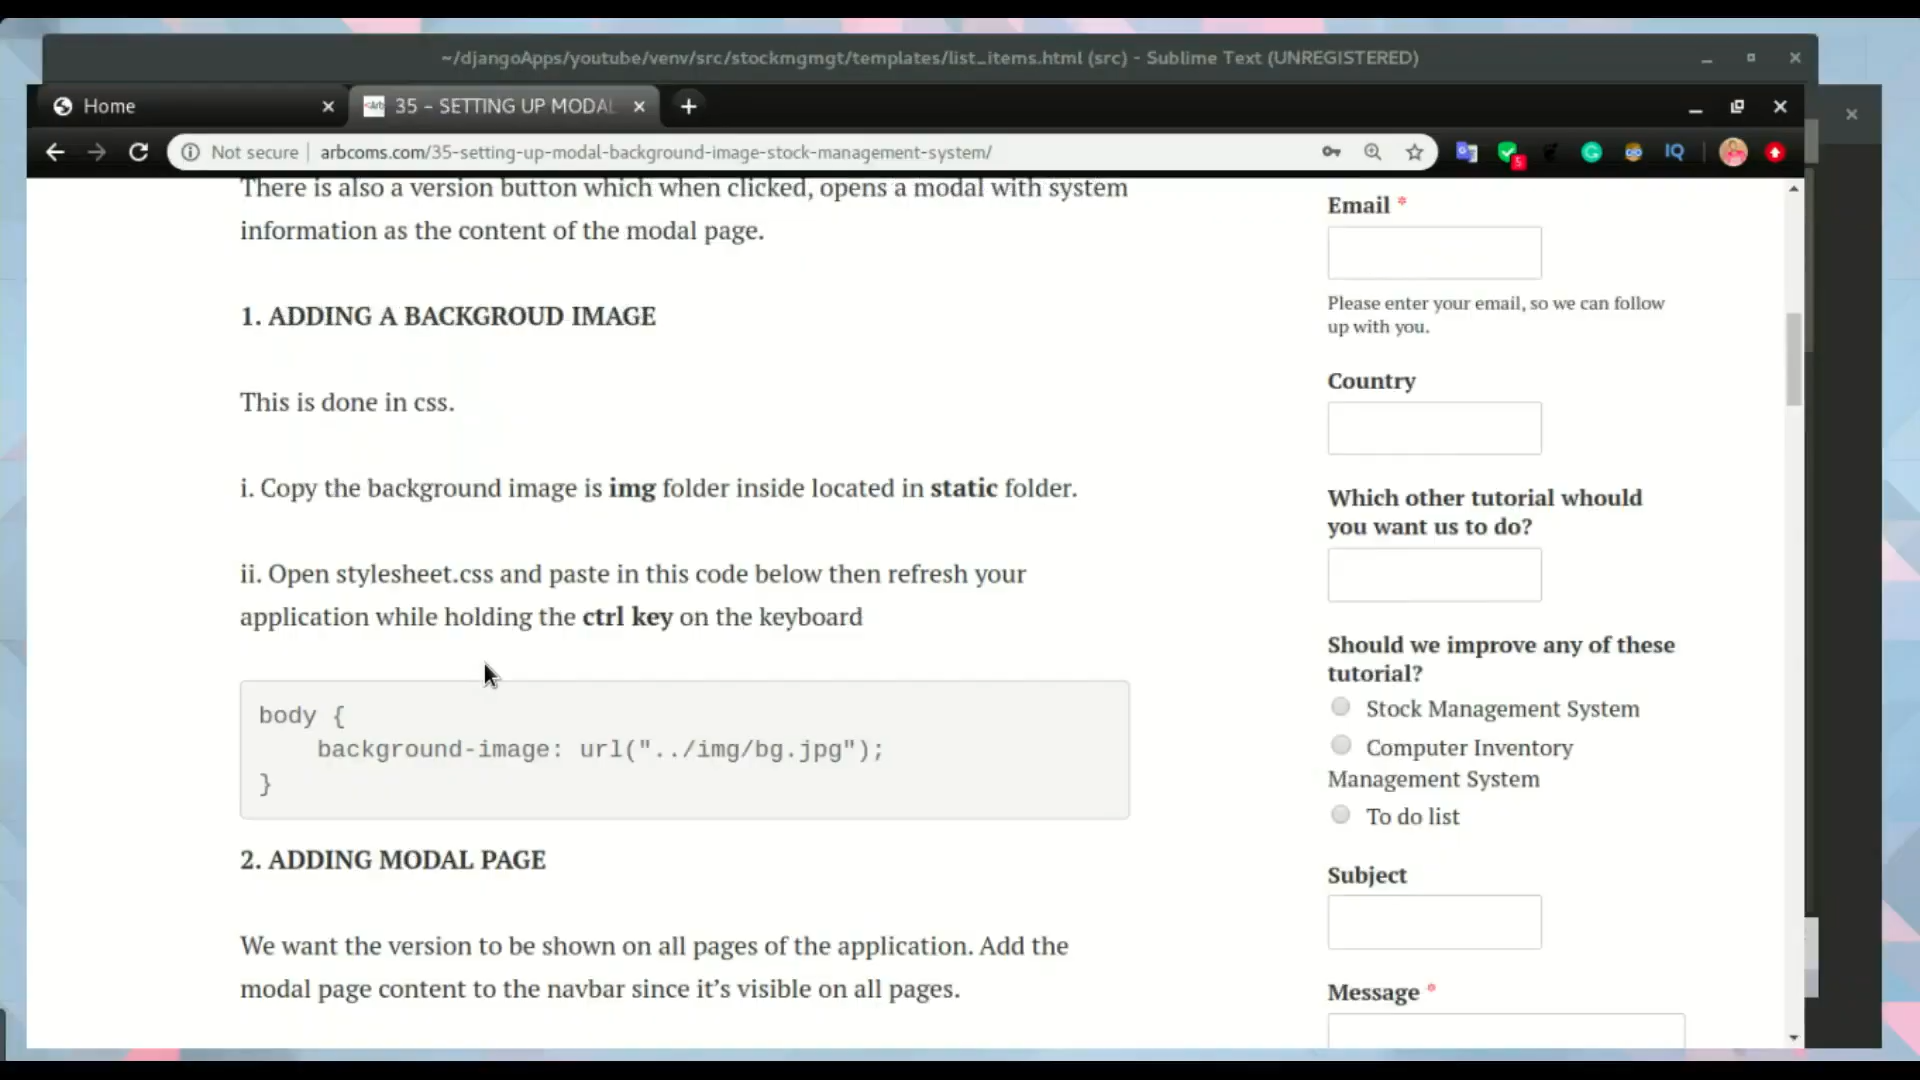 ~/djangoApps/youtube/venv/src/stockmgmgt/templates/list_items.html (src) - Sublime Text (UNREGISTERED)
Home
35 – SETTING UP MODAL
Not secure
arbcoms.com/35-setting-up-modal-background-image-stock-management-system/
5
IQ
There is also a version button which when clicked, opens a modal with system
information as the content of the modal page.
1. ADDING A BACKGROUD IMAGE
This is done in css.
i. Copy the background image is img folder inside located in static folder.
ii. Open stylesheet.css and paste in this code below then refresh your
application while holding the ctrl key on the keyboard
body {
background-image: url("../img/bg.jpg");
}
2. ADDING MODAL PAGE
We want the version to be shown on all pages of the application. Add the
modal page content to the navbar since it’s visible on all pages.
Email *
Please enter your email, so we can follow
up with you.
Country
Which other tutorial whould
you want us to do?
Should we improve any of these
tutorial?
Stock Management System
Computer Inventory
Management System
To do list
Subject
Message *